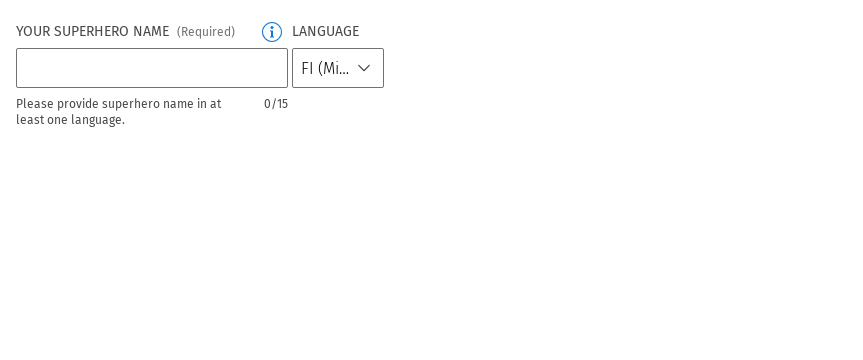 YOUR SUPERHERO NAME (Required) LANGUAGE
FI (Mi...
Please provide superhero name in at 0/15
least one language.